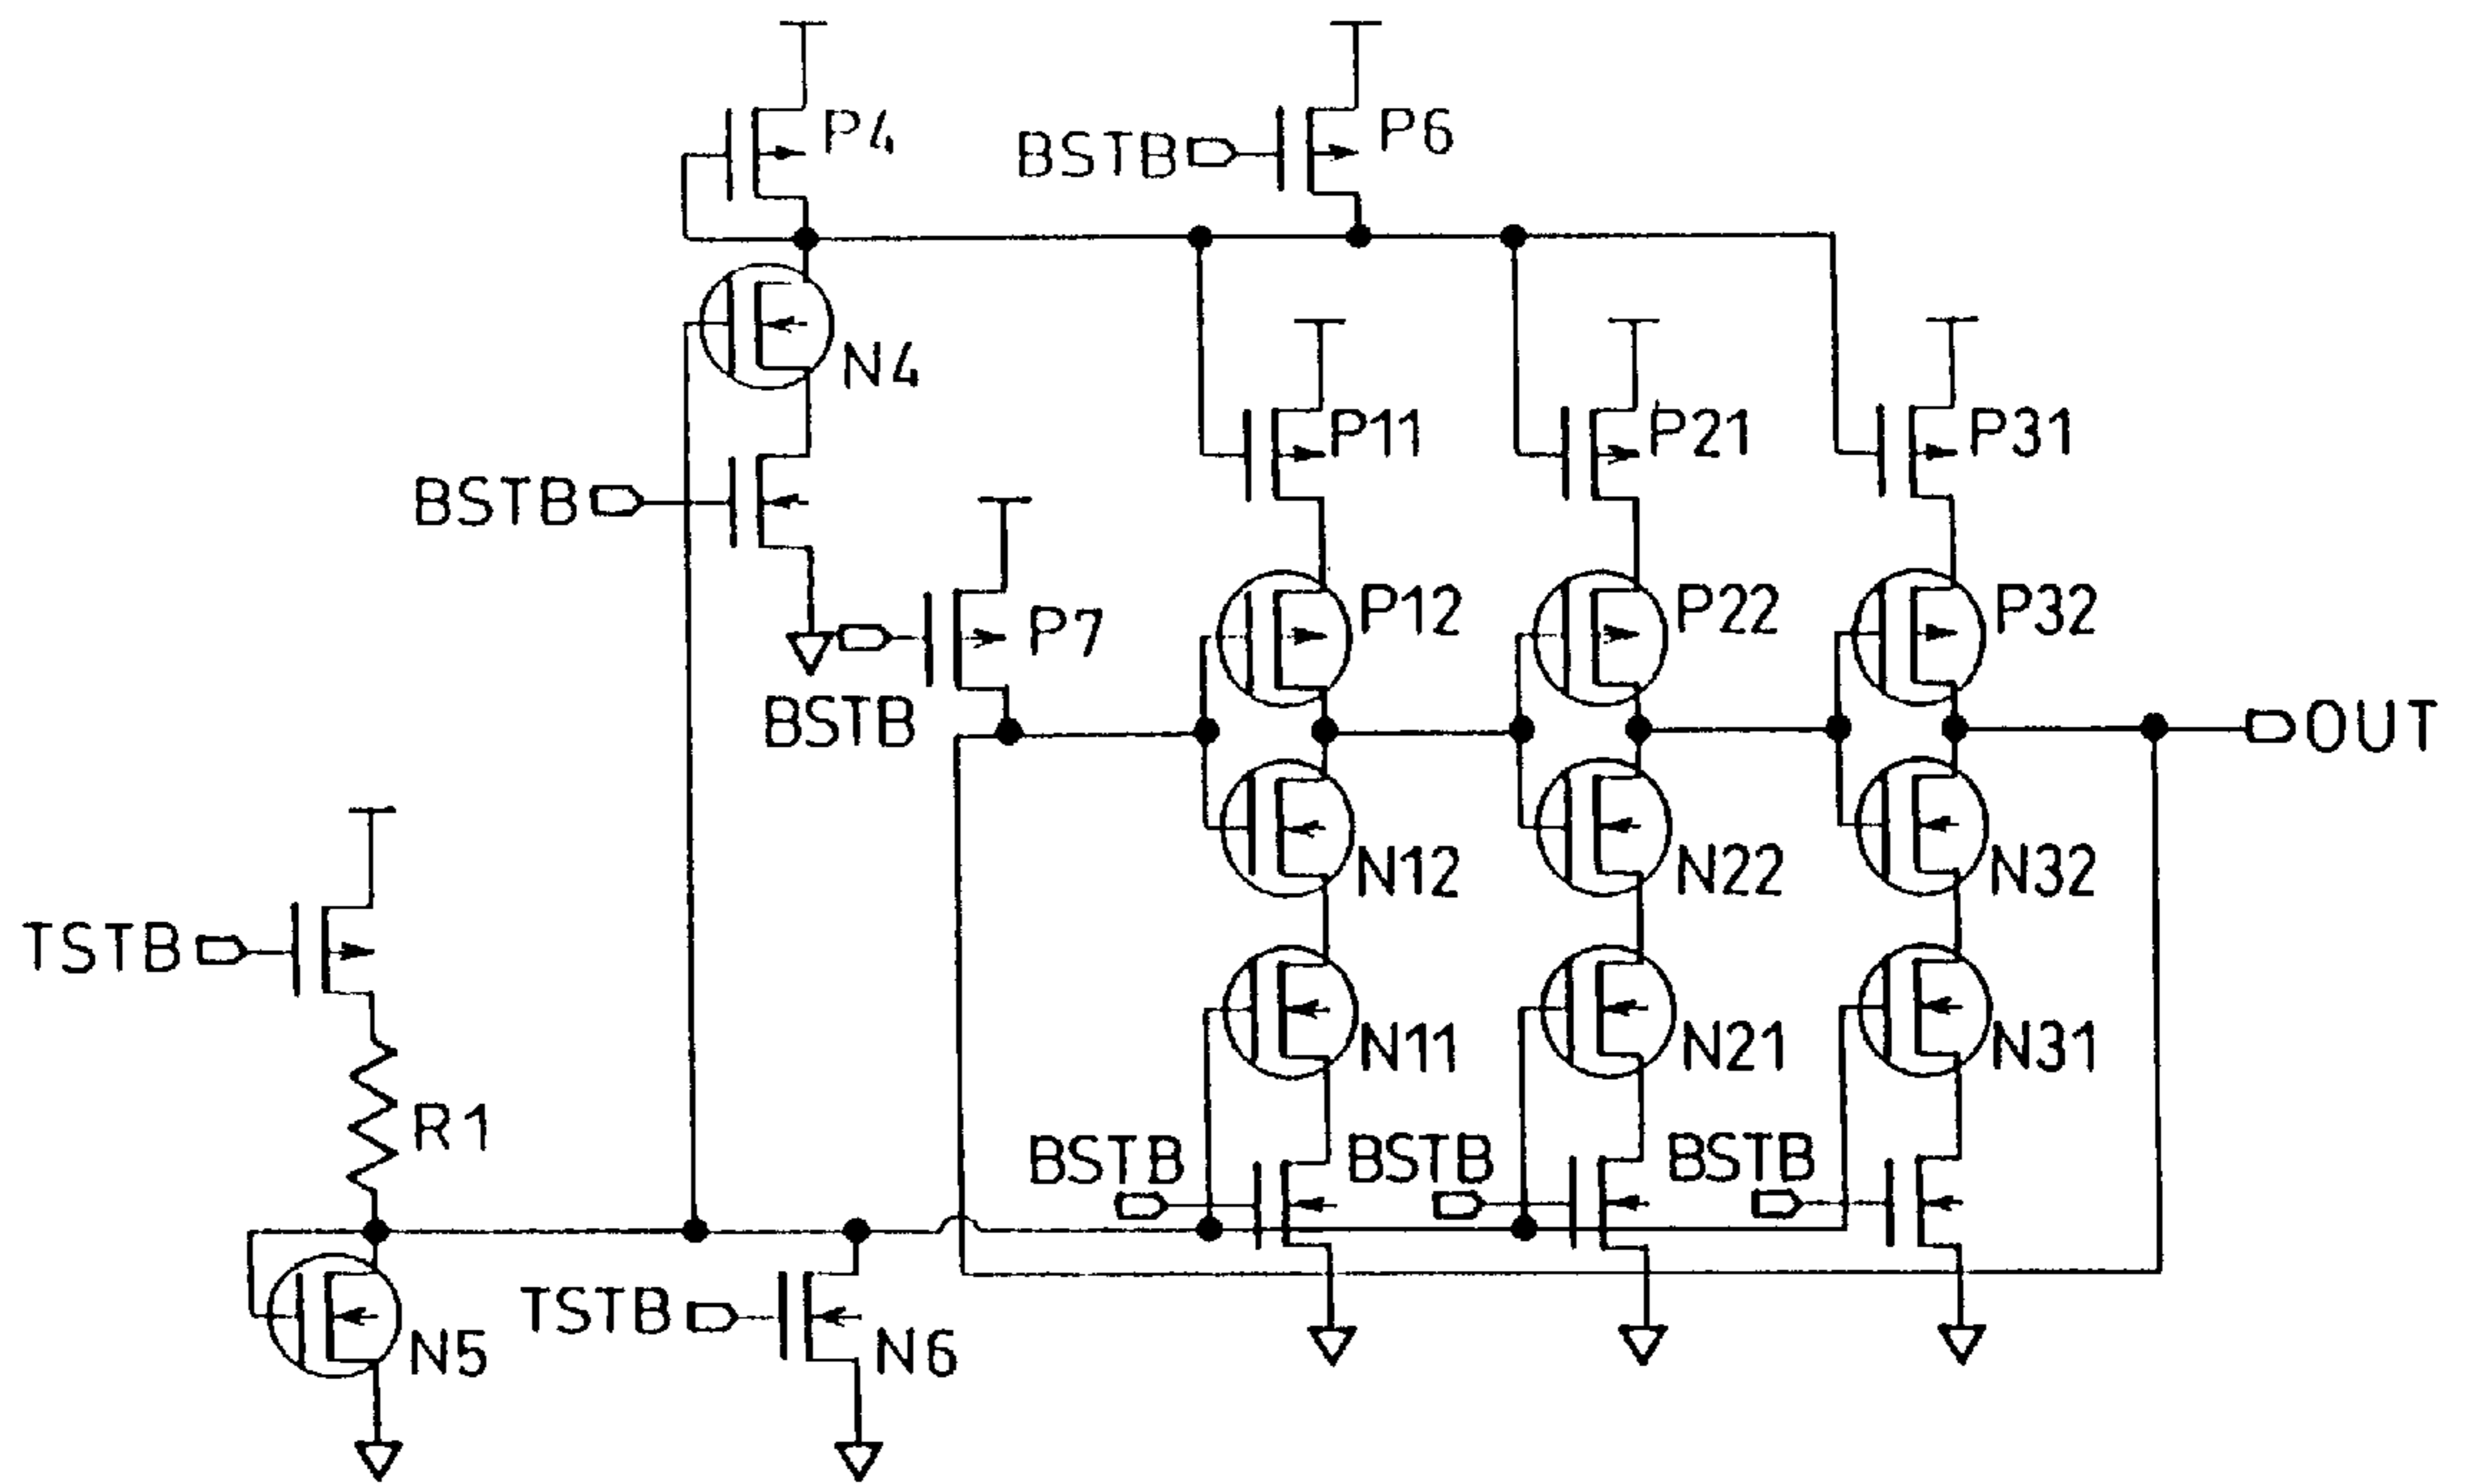 P4
BSTB
P6
N4
BSTB
P11
P21
P31
P7
P12
P22
P32
BSTB
OUT
N12
N22
N32
TSTB
N11
N21
N31
R1
BSTB
BSTB
BSTB
TSTB
N5
N6